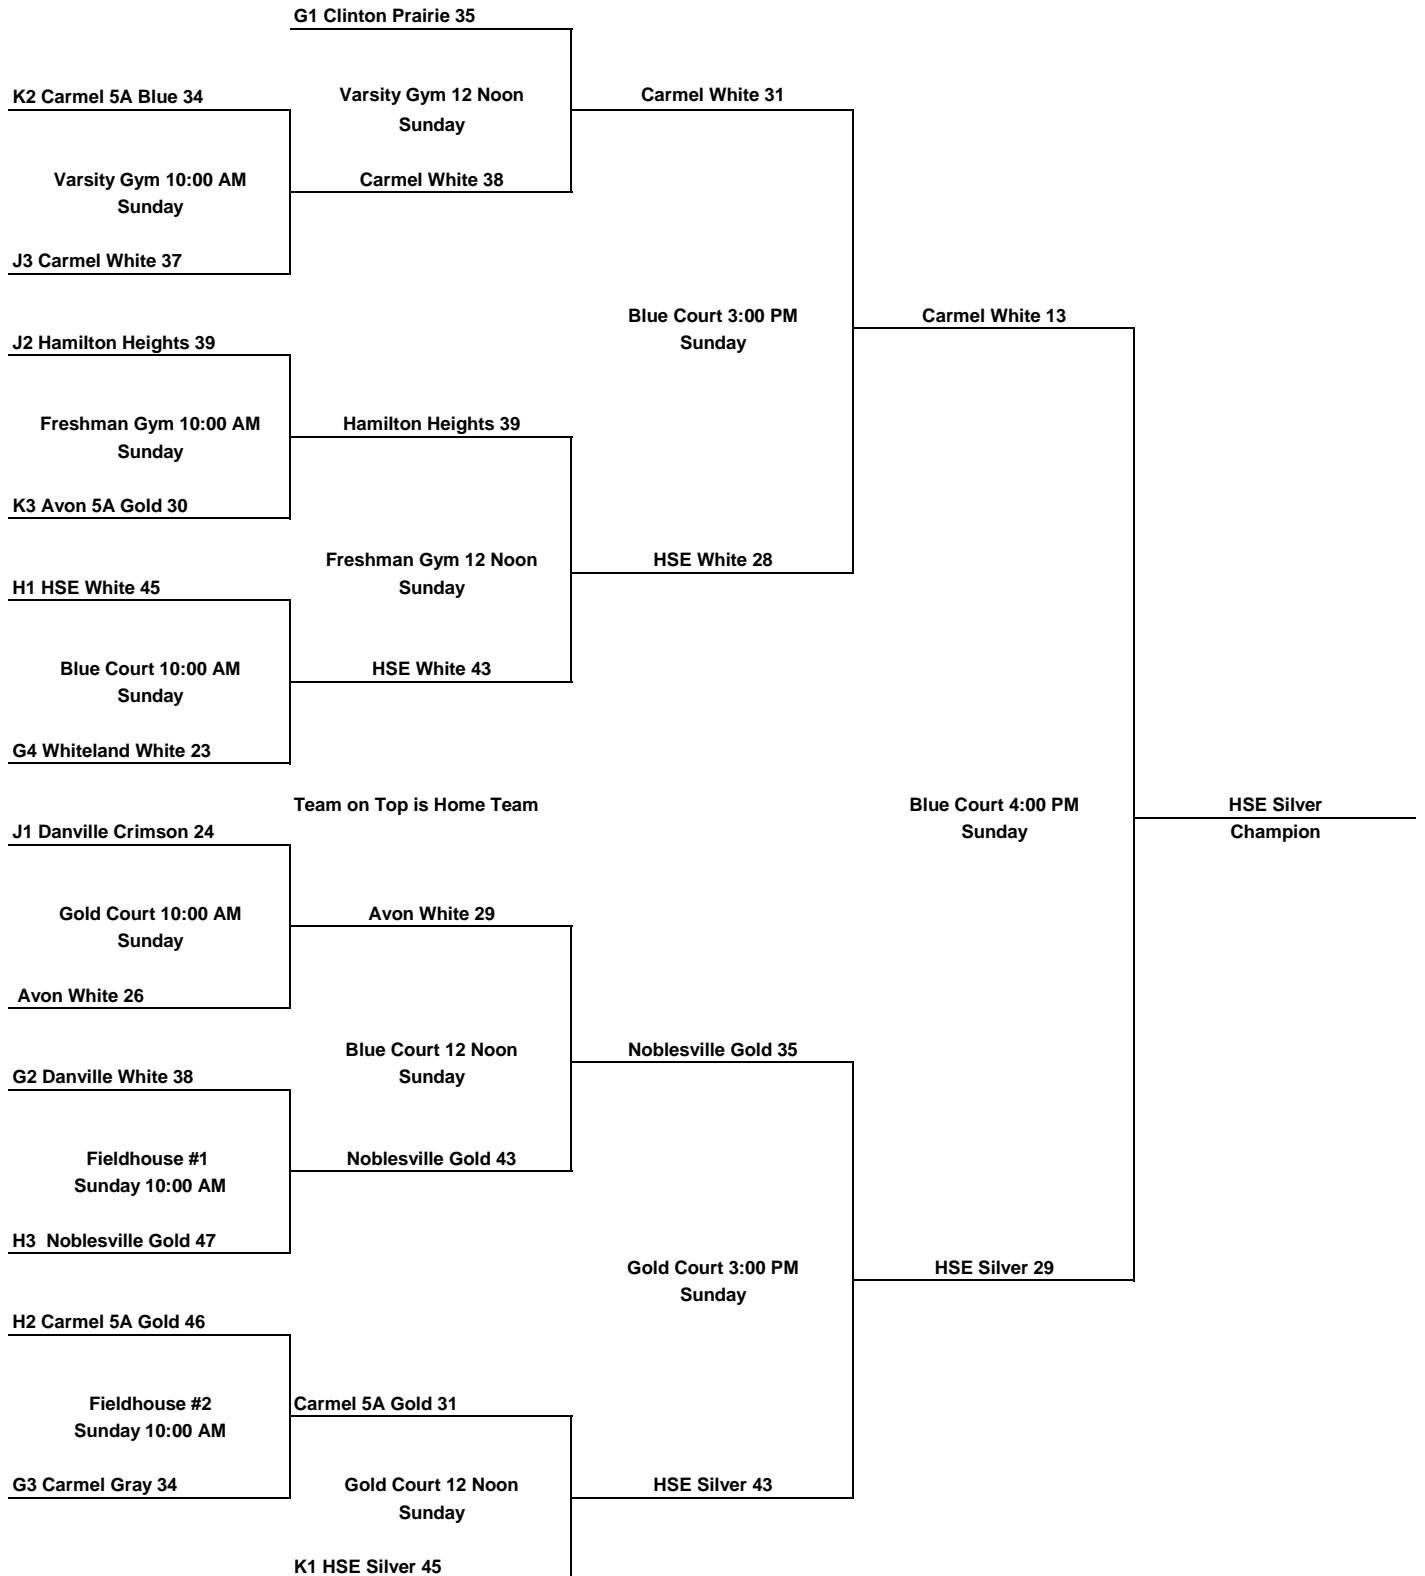 G1 Clinton Prairie 35
K2 Carmel 5A Blue 34
Varsity Gym 12 Noon
Sunday
Carmel White 31
Varsity Gym 10:00 AM
Sunday
Carmel White 38
J3 Carmel White 37
Blue Court 3:00 PM
Sunday
Carmel White 13
J2 Hamilton Heights 39
Freshman Gym 10:00 AM
Sunday
Hamilton Heights 39
K3 Avon 5A Gold 30
Freshman Gym 12 Noon
Sunday
HSE White 28
H1 HSE White 45
Blue Court 10:00 AM
Sunday
HSE White 43
G4 Whiteland White 23
Team on Top is Home Team
Blue Court 4:00 PM
Sunday
HSE Silver
Champion
J1 Danville Crimson 24
Gold Court 10:00 AM
Sunday
Avon White 29
Avon White 26
Blue Court 12 Noon
Sunday
Noblesville Gold 35
G2 Danville White 38
Fieldhouse #1
Sunday 10:00 AM
Noblesville Gold 43
H3  Noblesville Gold 47
Gold Court 3:00 PM
Sunday
HSE Silver 29
H2 Carmel 5A Gold 46
Fieldhouse #2
Sunday 10:00 AM
Carmel 5A Gold 31
G3 Carmel Gray 34
Gold Court 12 Noon
Sunday
HSE Silver 43
K1 HSE Silver 45